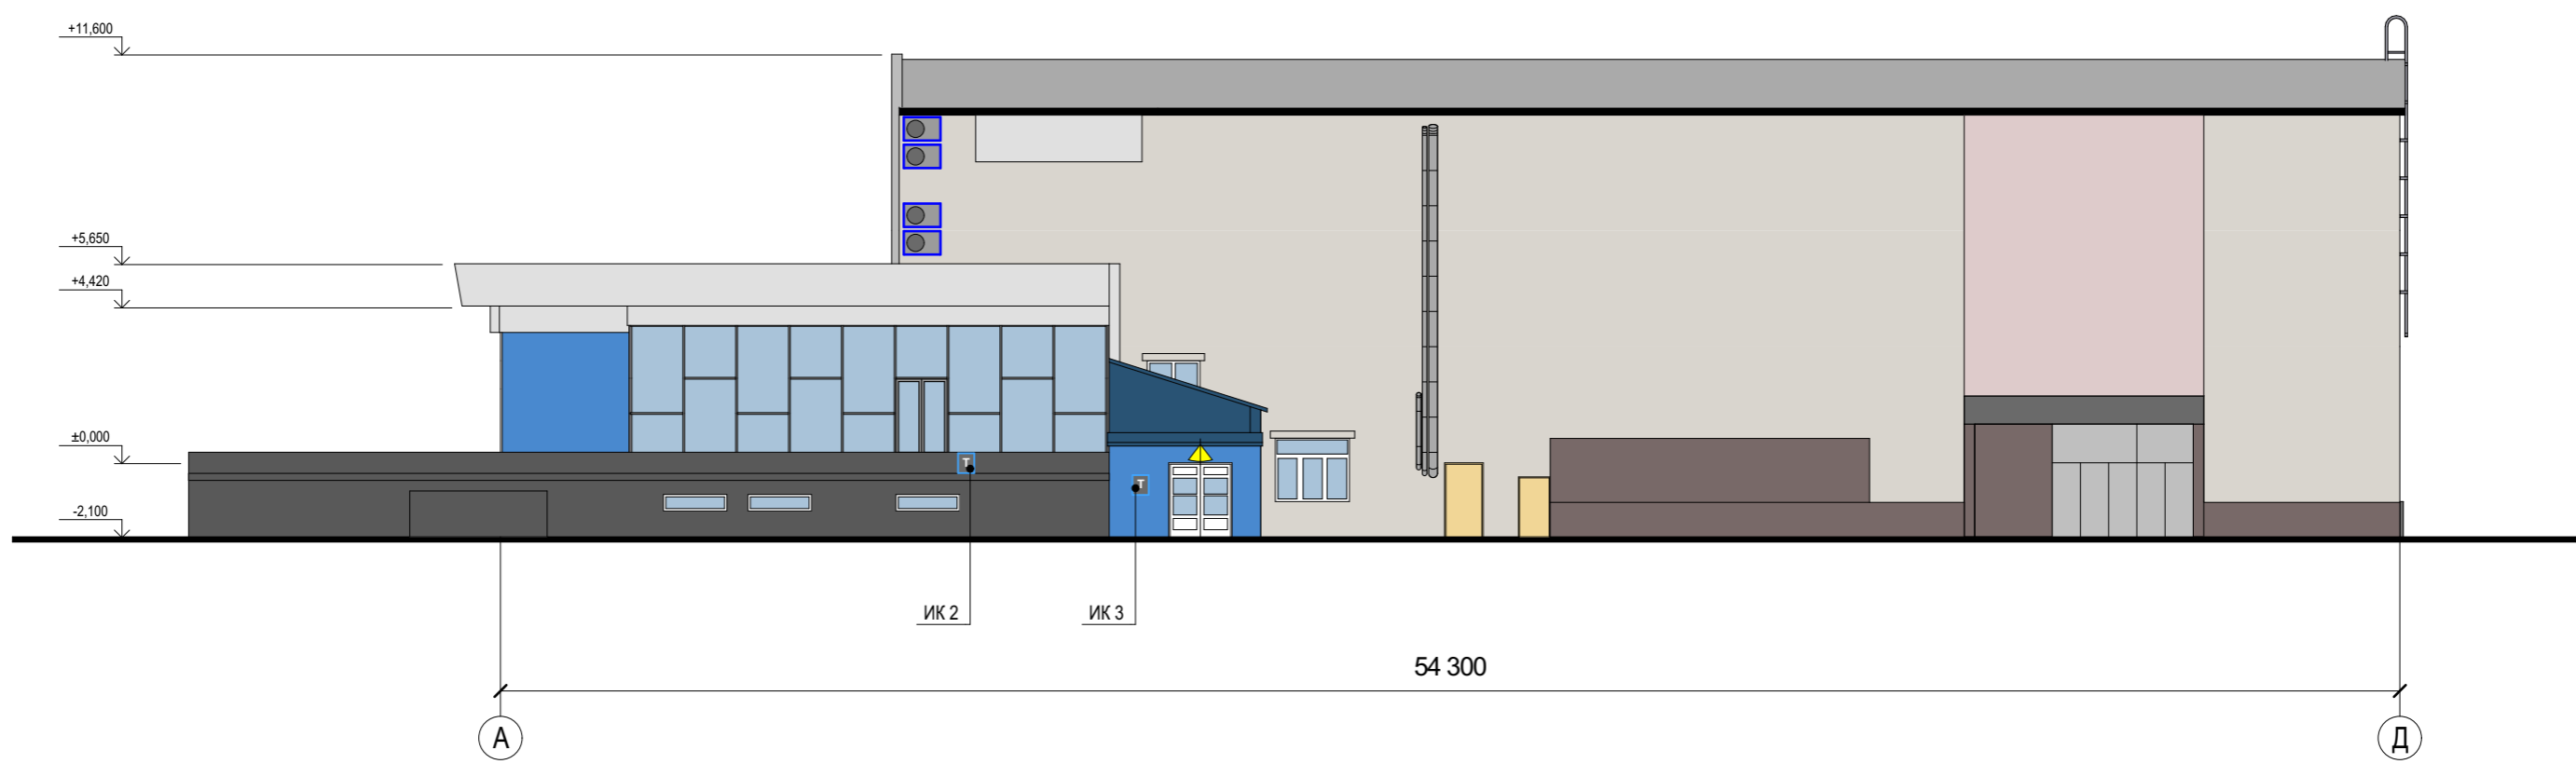 +11,600
+5,650
+4,420
±0,000
-2,100
Т
Т
ИК 2
ИК 3
54 300
А
Д